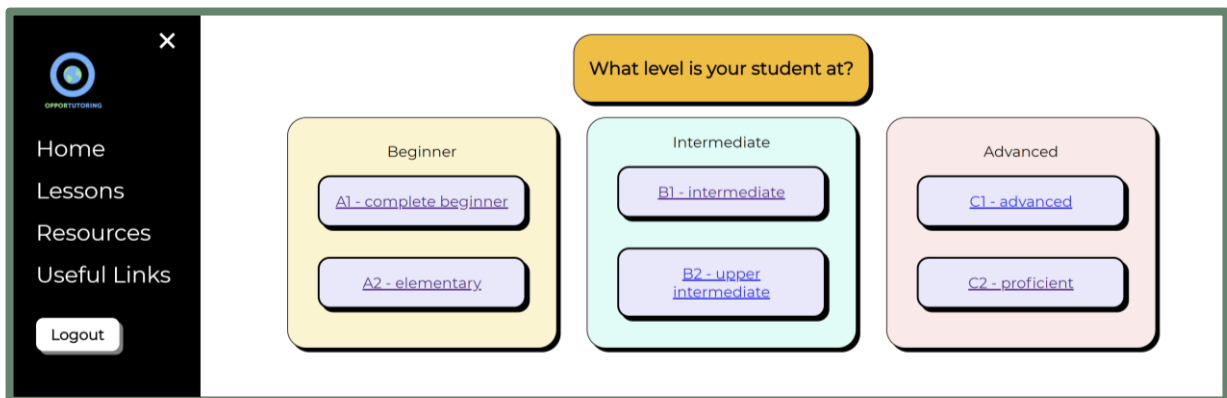 ×
OPPORTUTORING
Home
Lessons
Resources
Useful Links
Logout
What level is your student at?
Beginner
A1 - complete beginner
A2 - elementary
Intermediate
B1 - intermediate
B2 - upper
intermediate
Advanced
C1 - advanced
C2 - proficient